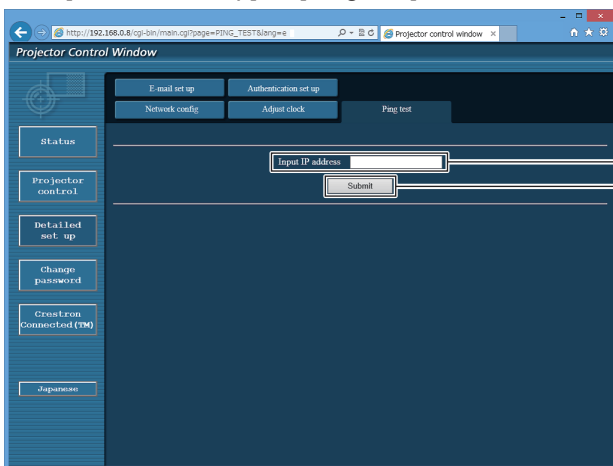 http://192.168.0.8/cgi-bin/main.cgi?page=PING_TEST&lang=e
Projector control window
Projector Control Window
E-mail set up
Authentication set up
Network config
Adjust clock
Ping test
Status
Input IP address
Submit
Projector
control
Detailed
set up
Change
password
Crestron
Connected(TM)
Japanese